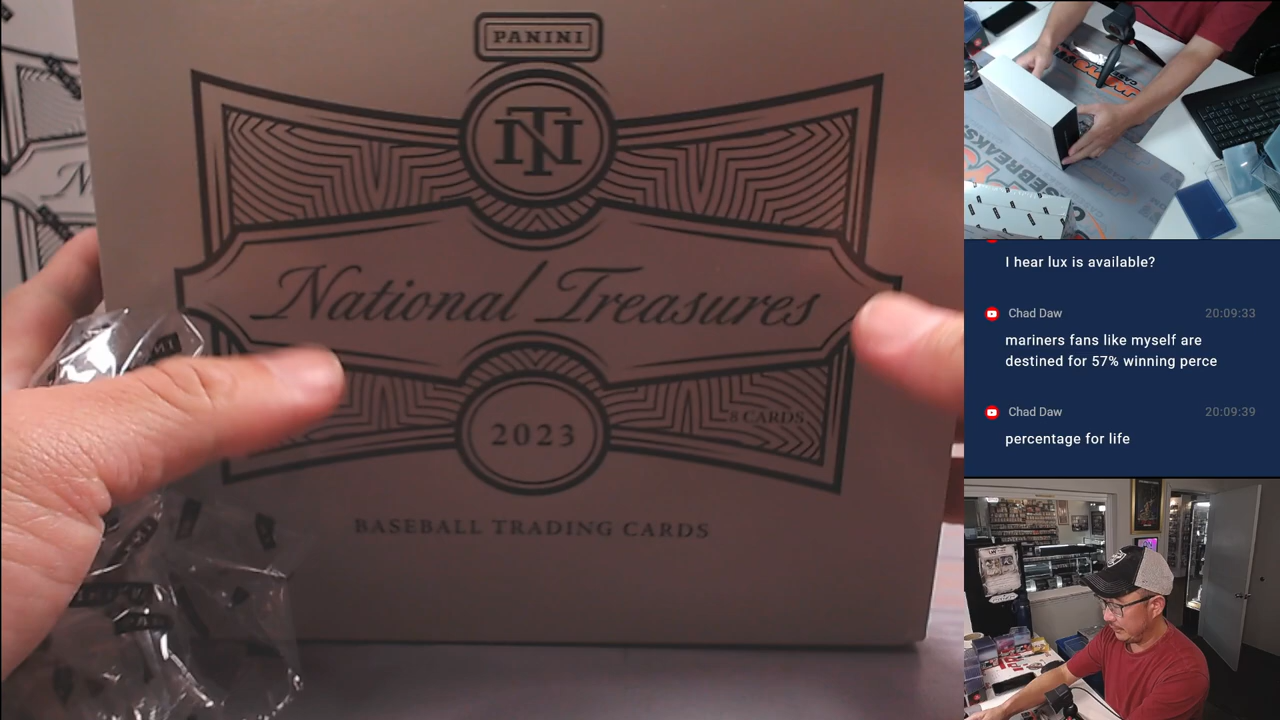 PANINI
NT
National Treasures
8 CARDS
2023
BASEBALL TRADING CARDS
I hear lux is available?
Chad Daw 20:09:33
mariners fans like myself are
destined for 57% winning perce
Chad Daw 20:09:39
percentage for life